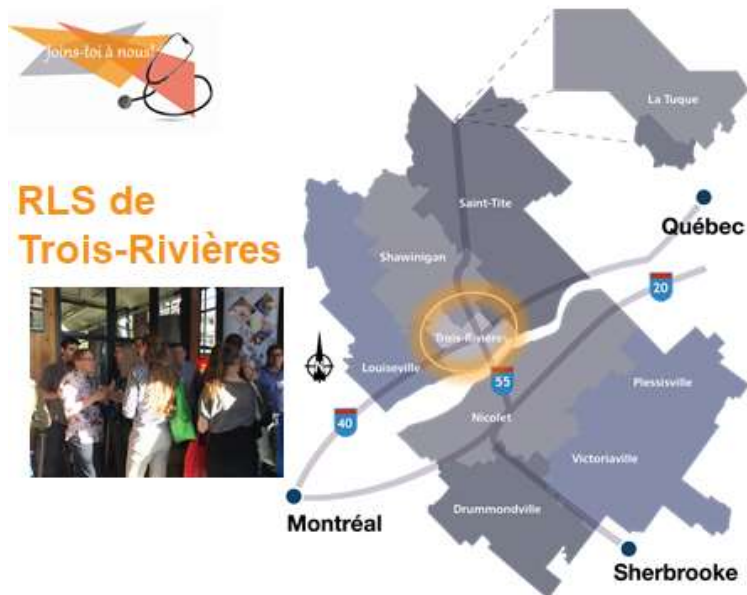 Joins-toi à nous!
RLS de
Trois-Rivières
La Tuque
Saint-Tite
Québec
Shawinigan
20
Trois-Rivières
Louiseville
55
Plessisville
N
Nicolet
40
Victoriaville
Montréal
Drummondville
Sherbrooke